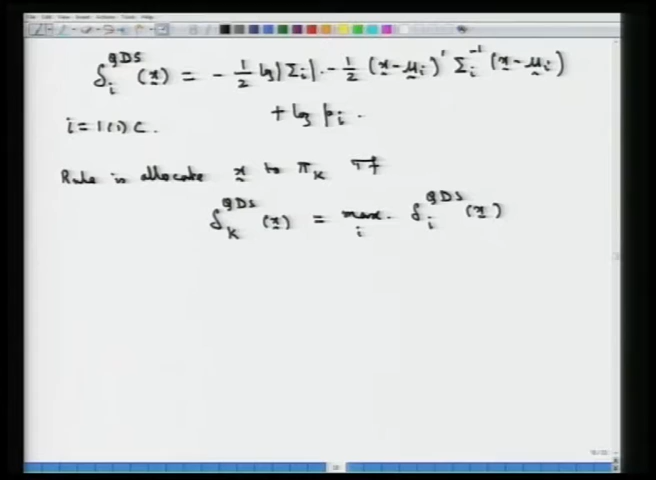 δ_i^{QDS}(x) = - 1/2 log|Σ_i| - 1/2 (x-μ_i)' Σ_i^{-1} (x-μ_i)
+ log p_i .
i = 1(1) C .
Rule is allocate x to π_K if
δ_K^{QDS}(x) = max_i . δ_i^{QDS}(x)